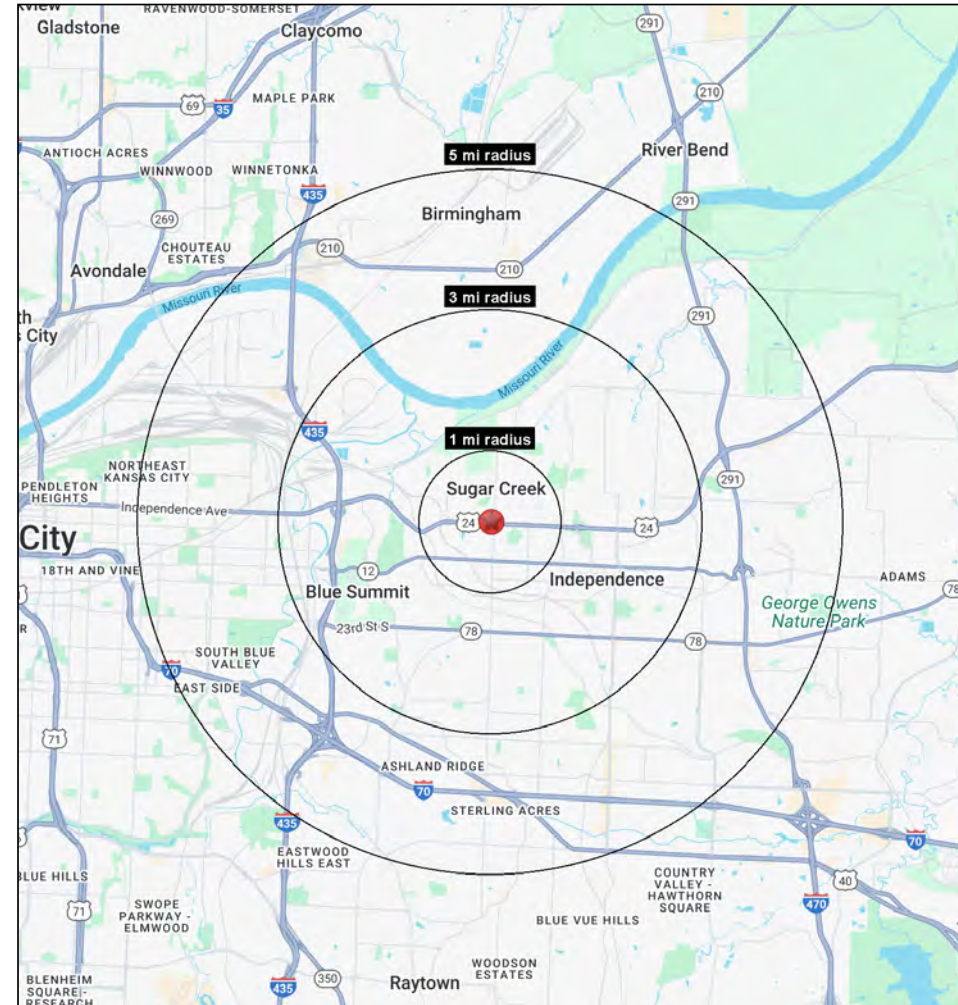 RAVENWOOD-SOMERSET
Gladstone
Claycomo
291
210
69
35
MAPLE PARK
ANTIOCH ACRES
WINNWOOD
WINNETONKA
5 mi radius
River Bend
435
291
269
Birmingham
CHOUTEAU
ESTATES
210
210
Avondale
Missouri River
3 mi radius
City
291
Missouri River
435
1 mi radius
NORTHEAST
KANSAS CITY
291
PENDLETON
HEIGHTS
Independence Ave
Sugar Creek
24
24
City
18TH AND VINE
12
Blue Summit
Independence
ADAMS
78
George Owens
Nature Park
23rd St S
78
78
SOUTH BLUE
VALLEY
70
EAST SIDE
71
ASHLAND RIDGE
70
STERLING ACRES
435
70
EASTWOOD
HILLS EAST
BLUE HILLS
COUNTRY
VALLEY -
HAWTHORN
SQUARE
40
71
SWOPE
PARKWAY -
ELMWOOD
470
BLUE VUE HILLS
WOODSON
ESTATES
350
435
Raytown
BLENHEIM
SQUARE -
RESEARCH